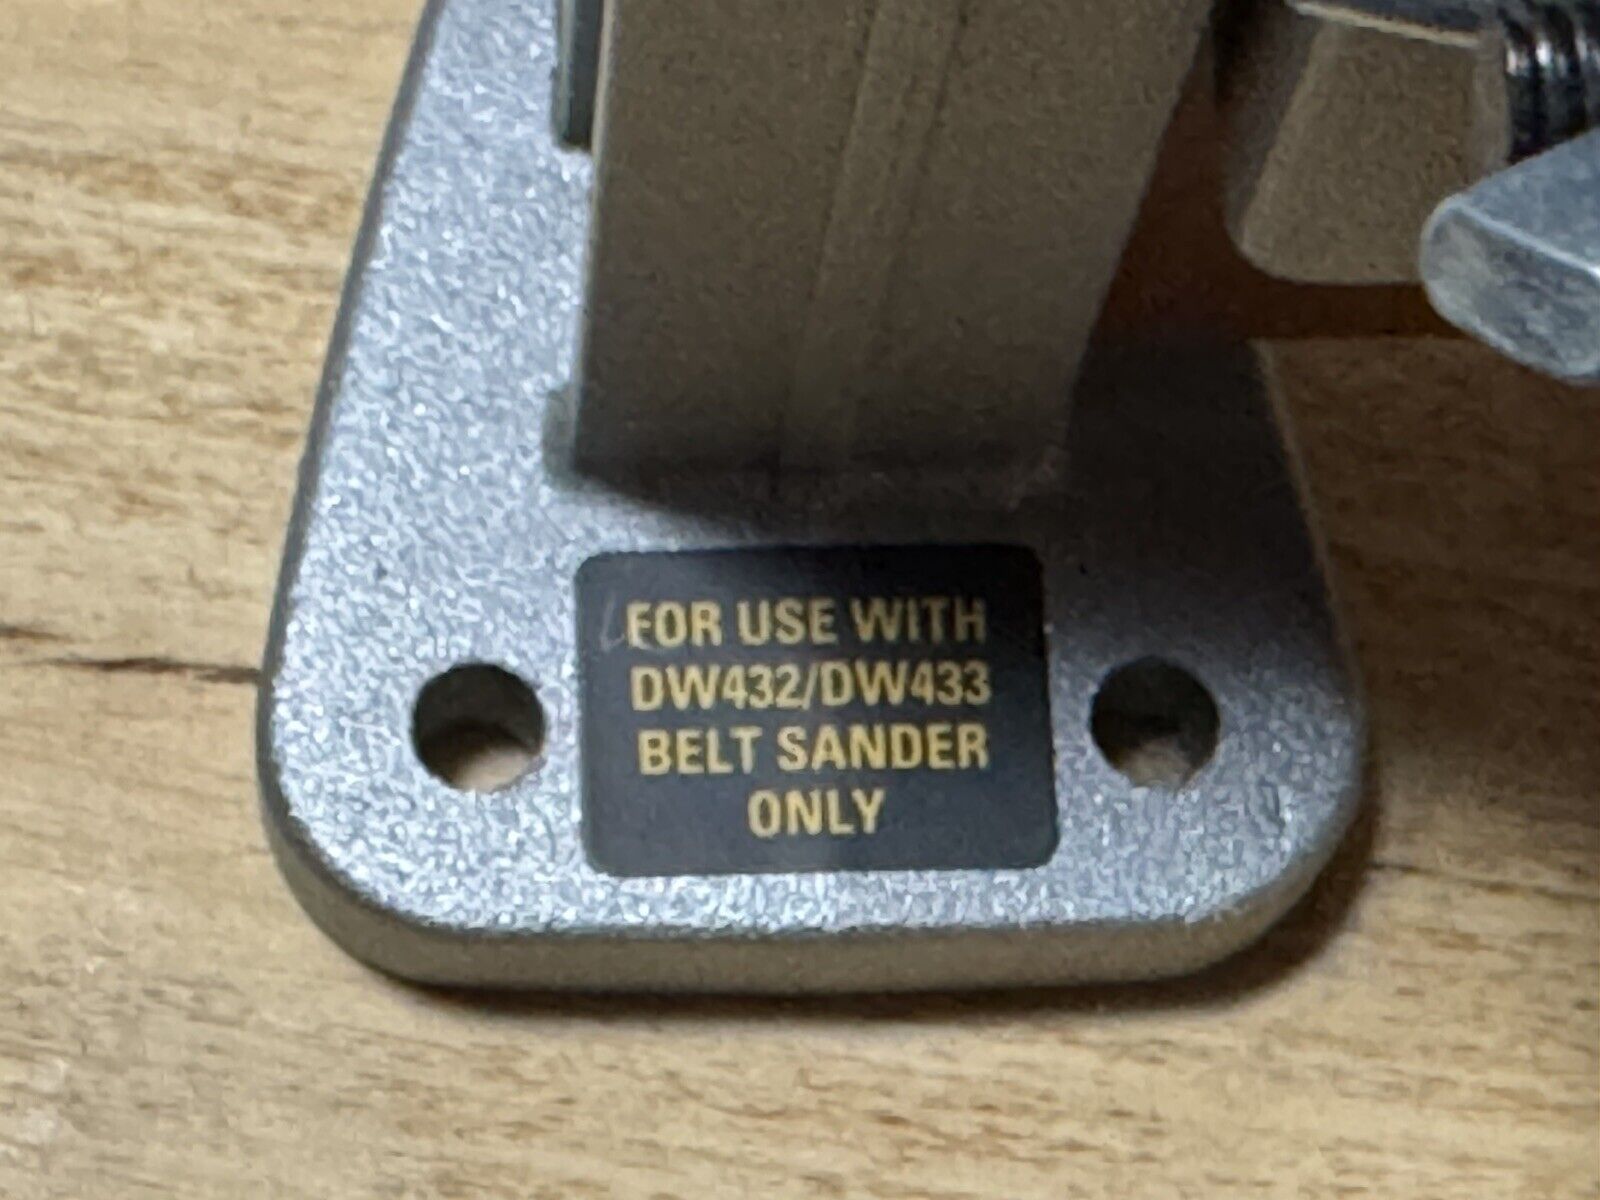 FOR USE WITH
DW432/DW433
BELT SANDER
ONLY